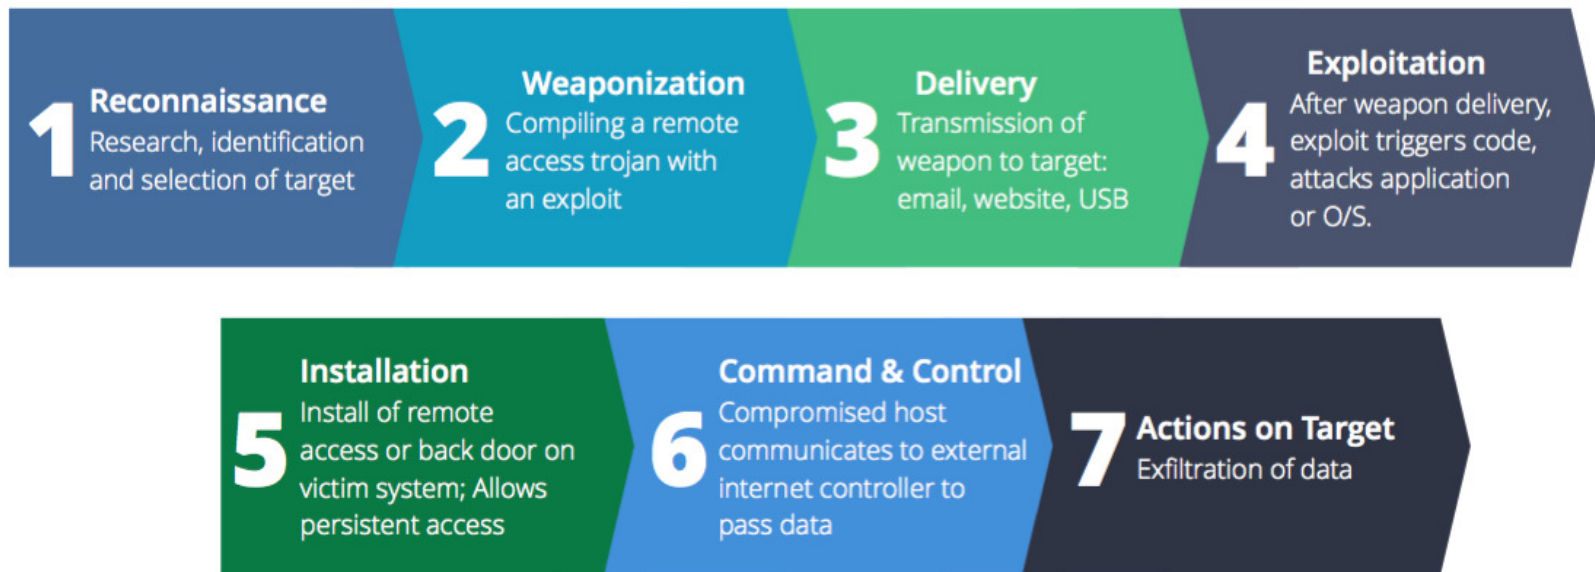 1
Reconnaissance
Research, identification
and selection of target
2
Weaponization
Compiling a remote
access trojan with
an exploit
3
Delivery
Transmission of
weapon to target:
email, website, USB
4
Exploitation
After weapon delivery,
exploit triggers code,
attacks application
or O/S.
5
Installation
Install of remote
access or back door on
victim system; Allows
persistent access
6
Command & Control
Compromised host
communicates to external
internet controller to
pass data
7
Actions on Target
Exfiltration of data